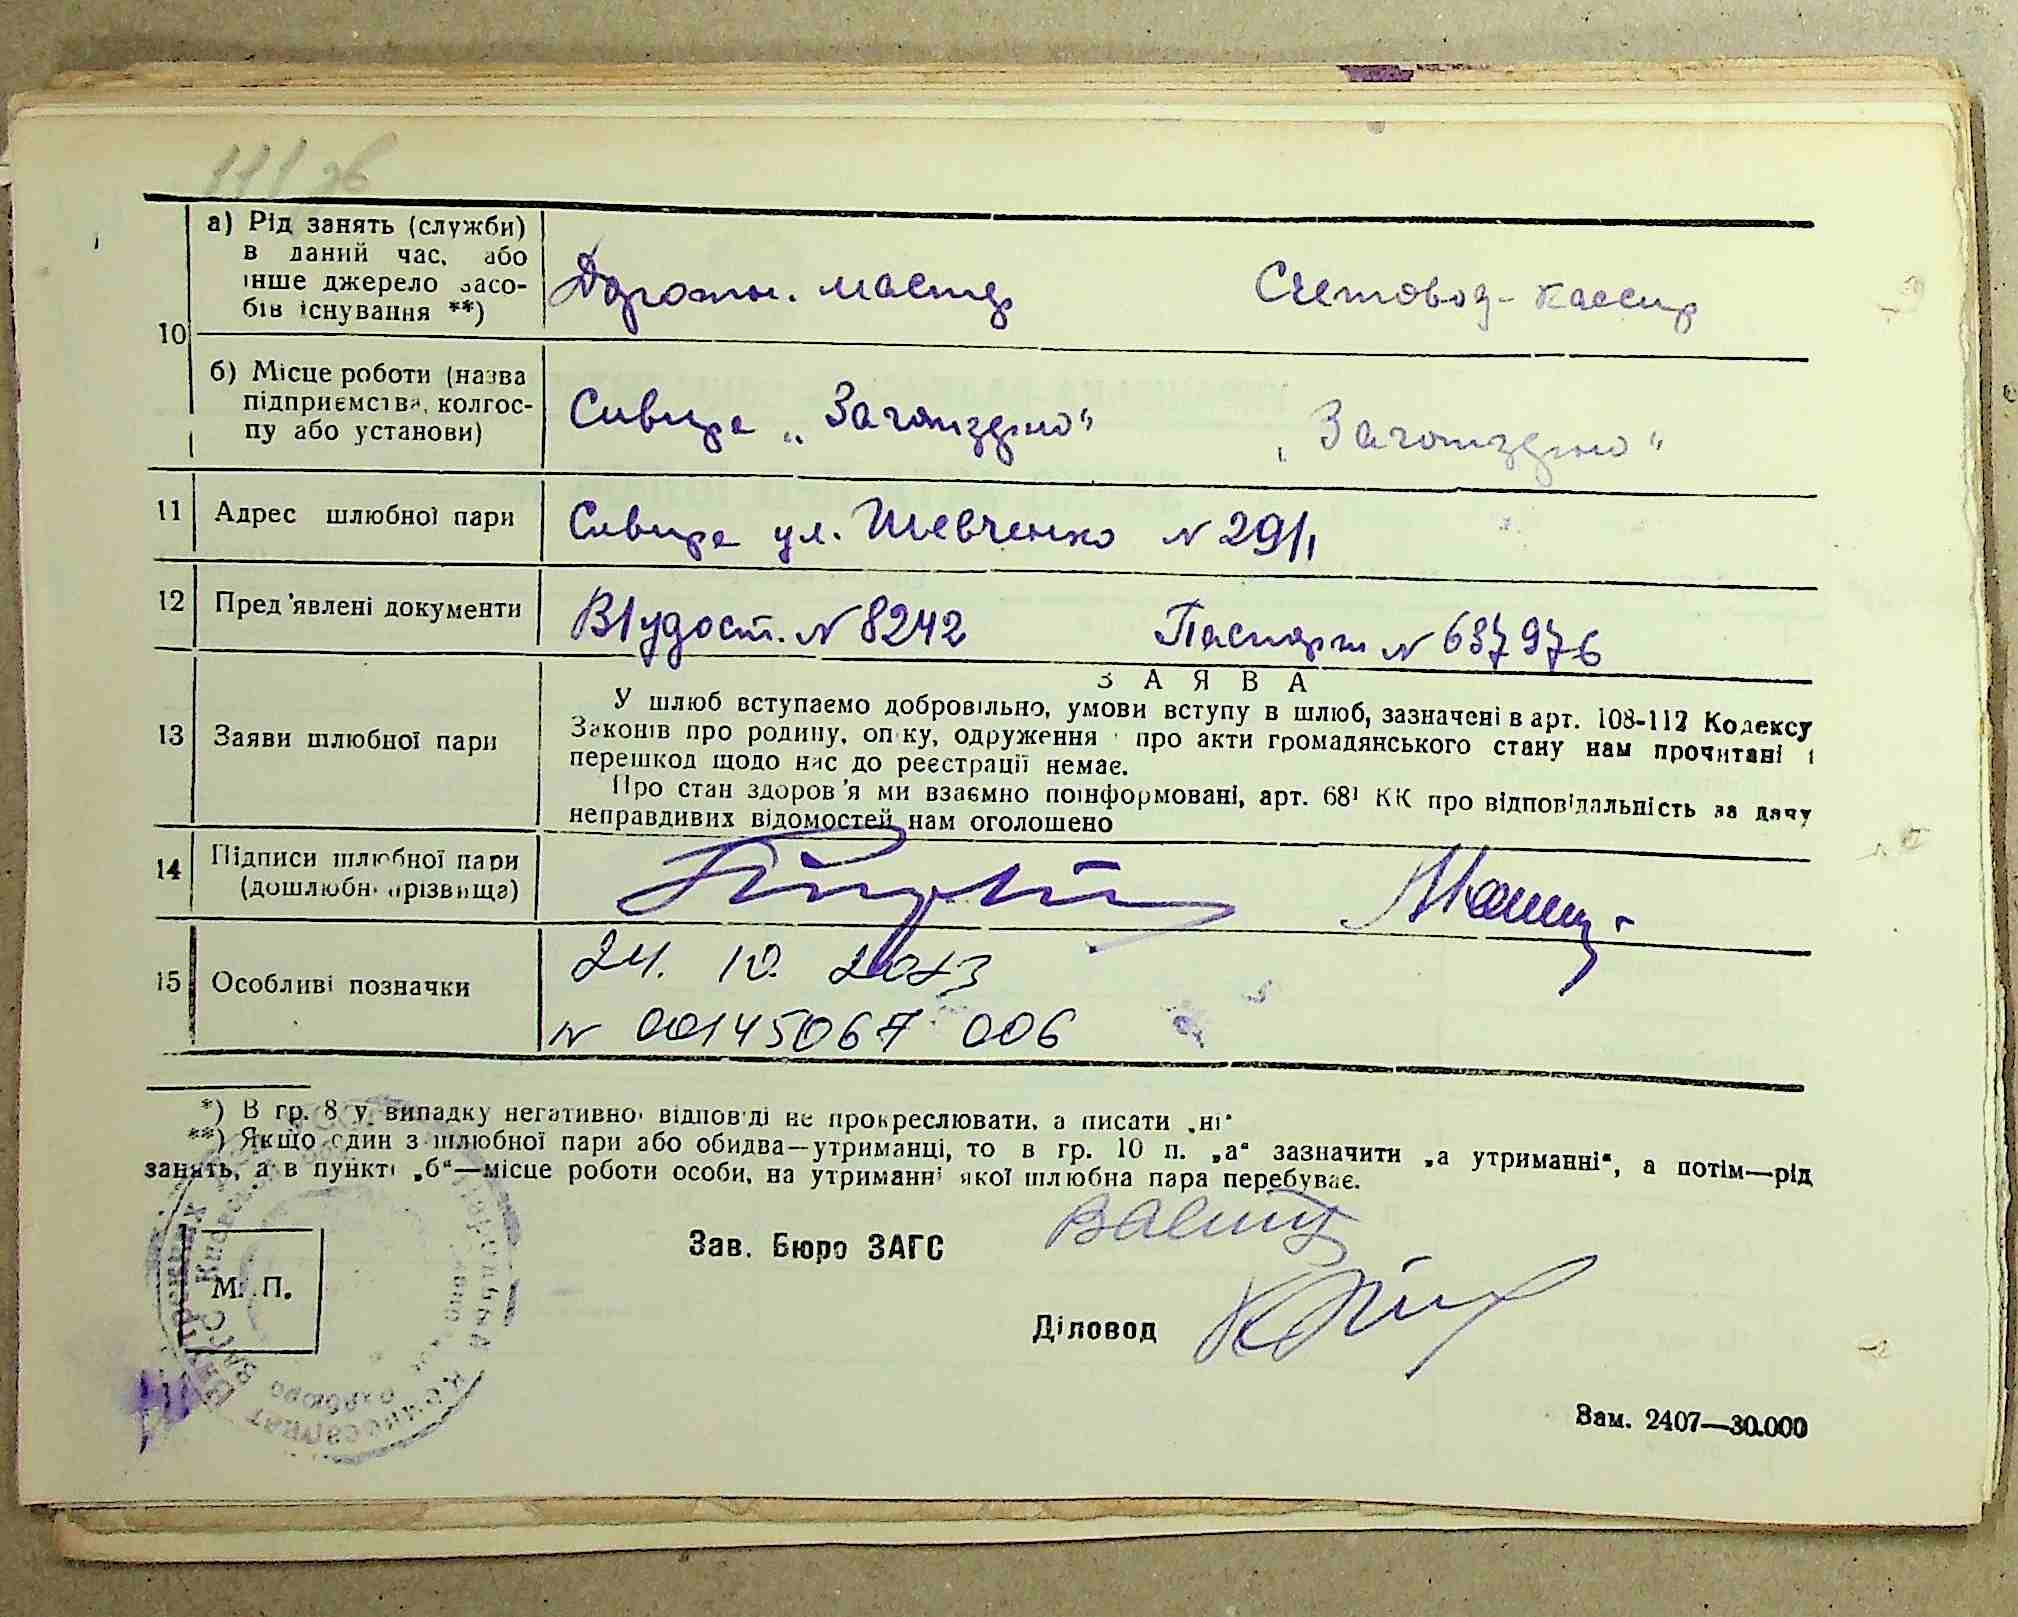 10
а) Рід занять (служби)
в даний час, або
інше джерело засо-
бів існування **)
Дорожн. мастер
Счетовод-кассир
б) Місце роботи (назва
підприємства, колгос-
пу або установи)
Сквира „Заготзерно“
„Заготзерно“
11
Адрес шлюбної пари
Сквира ул. Шевченко № 29/1
12
Пред'явлені документи
В/удост. № 8242
Паспорт № 637976
13
Заяви шлюбної пари
ЗАЯВА
У шлюб вступаємо добровільно, умови вступу в шлюб, зазначені в арт. 108-112 Кодексу
Законів про родину, опіку, одруження і про акти громадянського стану нам прочитані і
перешкод щодо нас до реєстрації немає.
Про стан здоров'я ми взаємно поінформовані, арт. 68¹ КК про відповідальність за дачу
неправдивих відомостей нам оголошено
14
Підписи шлюбної пари
(дошлюбні прізвища)
15
Особливі позначки
24. 10. 2013
N 00145067 006
*) В гр. 8 у випадку негативної відповіді не прокреслювати, а писати „ні“
**) Якщо один з шлюбної пари або обидва—утриманці, то в гр. 10 п. „а“ зазначити „а утриманні“, а потім—рід
занять, а в пункті „б“—місце роботи особи, на утриманні якої шлюбна пара перебуває.
Зав. Бюро ЗАГС
М. П.
Діловод
Зам. 2407—30.000